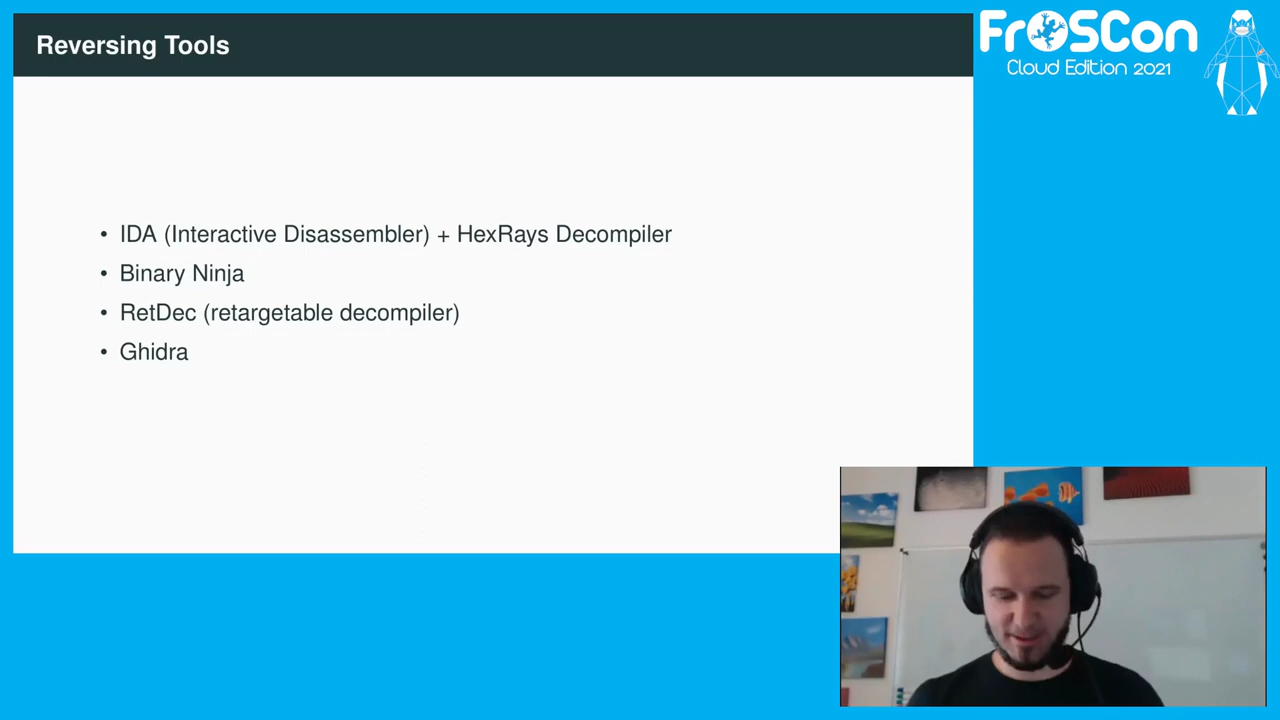 Reversing Tools
FrOSCon
Cloud Edition 2021
• IDA (Interactive Disassembler) + HexRays Decompiler
• Binary Ninja
• RetDec (retargetable decompiler)
• Ghidra